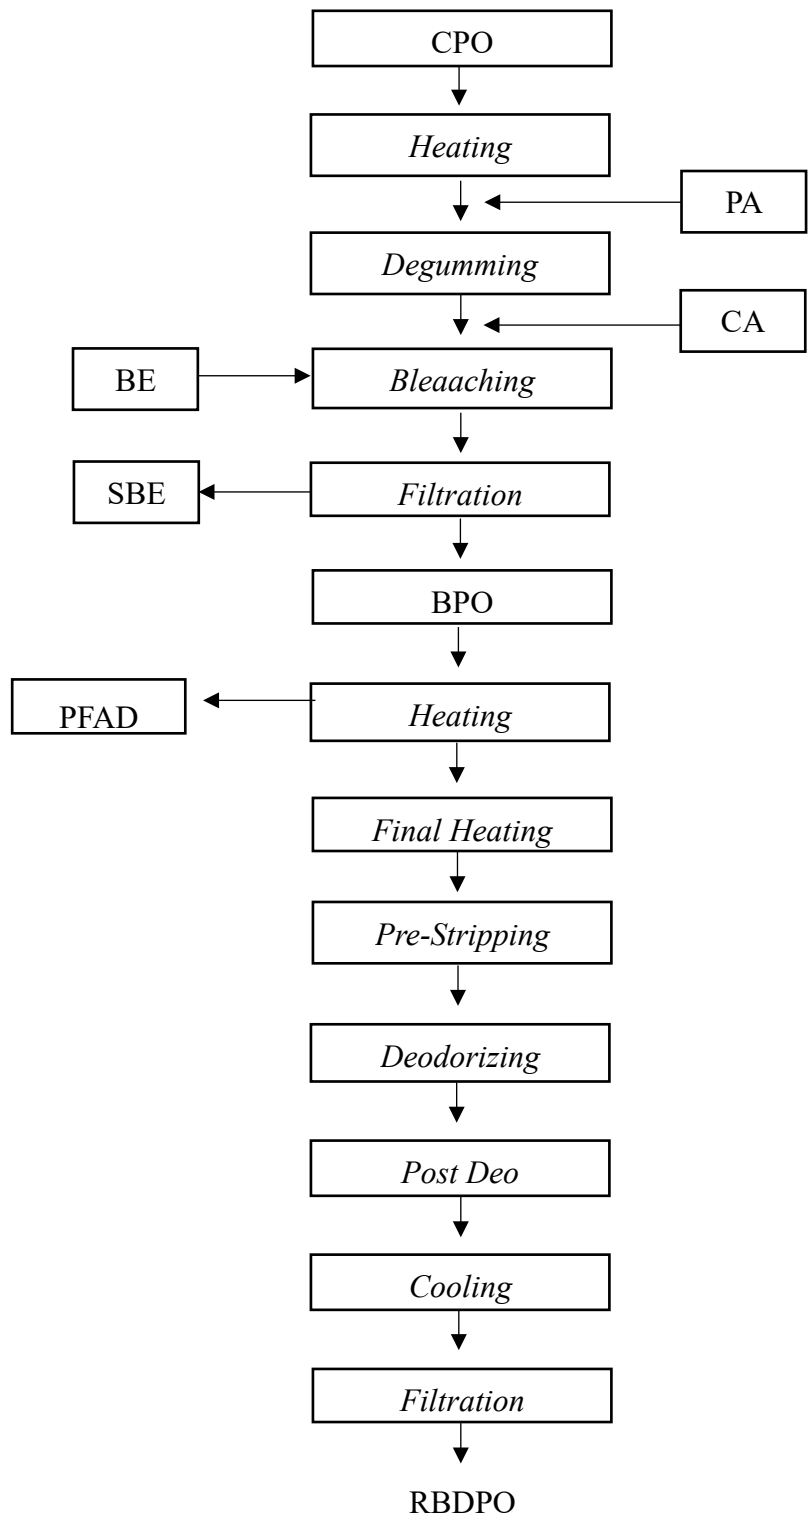 CPO
Heating
PA
Degumming
CA
BE
Bleaaching
SBE
Filtration
BPO
PFAD
Heating
Final Heating
Pre-Stripping
Deodorizing
Post Deo
Cooling
Filtration
RBDPO